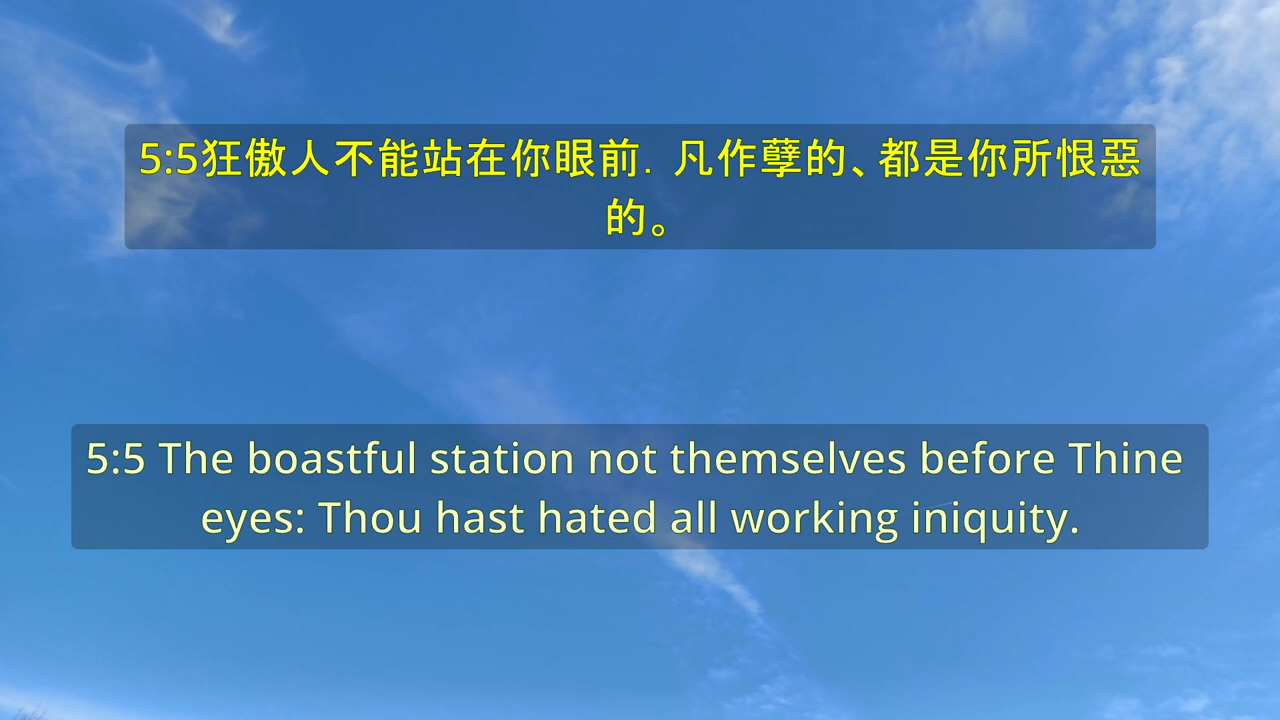 5:5狂傲人不能站在你眼前．凡作孽的、都是你所恨惡
的。
5:5 The boastful station not themselves before Thine
eyes: Thou hast hated all working iniquity.